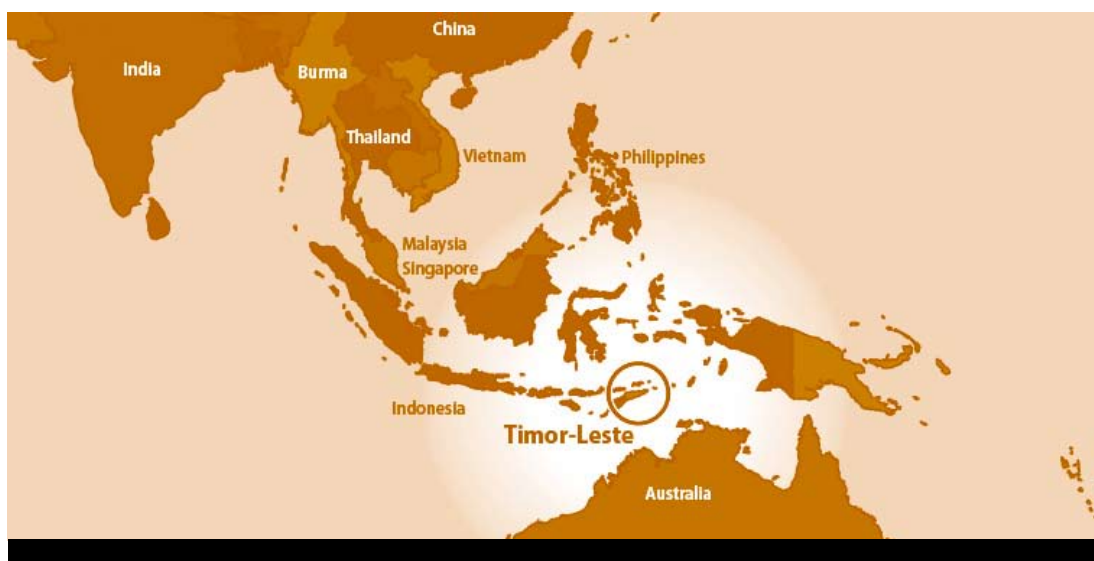 China
India
Burma
Thailand
Vietnam
Philippines
Malaysia
Singapore
Indonesia
Timor-Leste
Australia